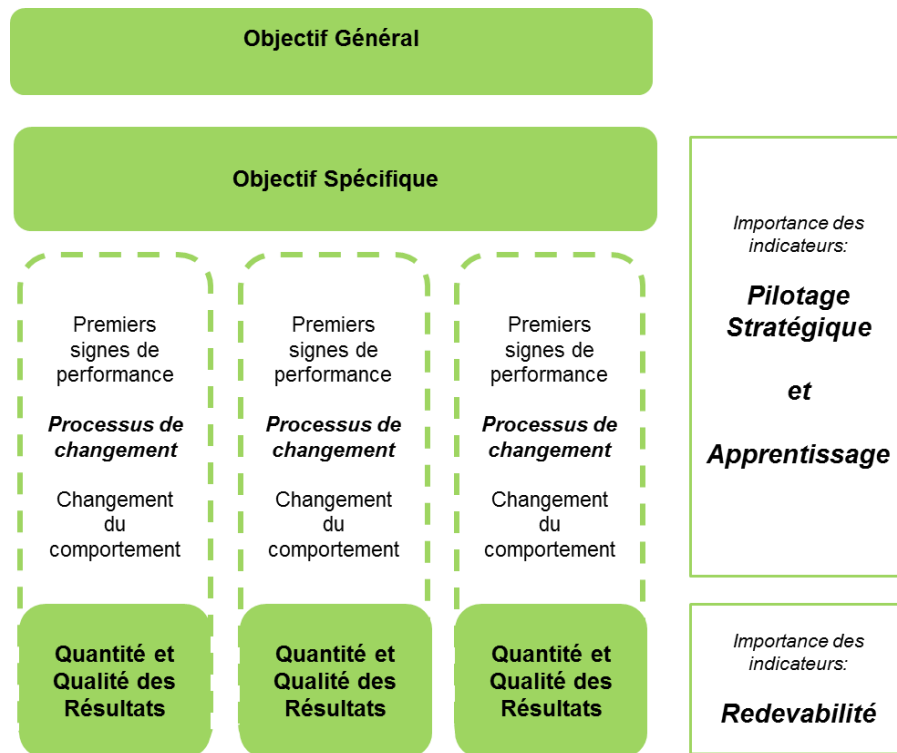 Objectif Général
Objectif Spécifique
Premiers
signes de
performance
Processus de
changement
Changement
du
comportement
Quantité et
Qualité des
Résultats
Premiers
signes de
performance
Processus de
changement
Changement
du
comportement
Quantité et
Qualité des
Résultats
Premiers
signes de
performance
Processus de
changement
Changement
du
comportement
Quantité et
Qualité des
Résultats
Importance des
indicateurs:
Pilotage
Stratégique
et
Apprentissage
Importance des
indicateurs:
Redevabilité